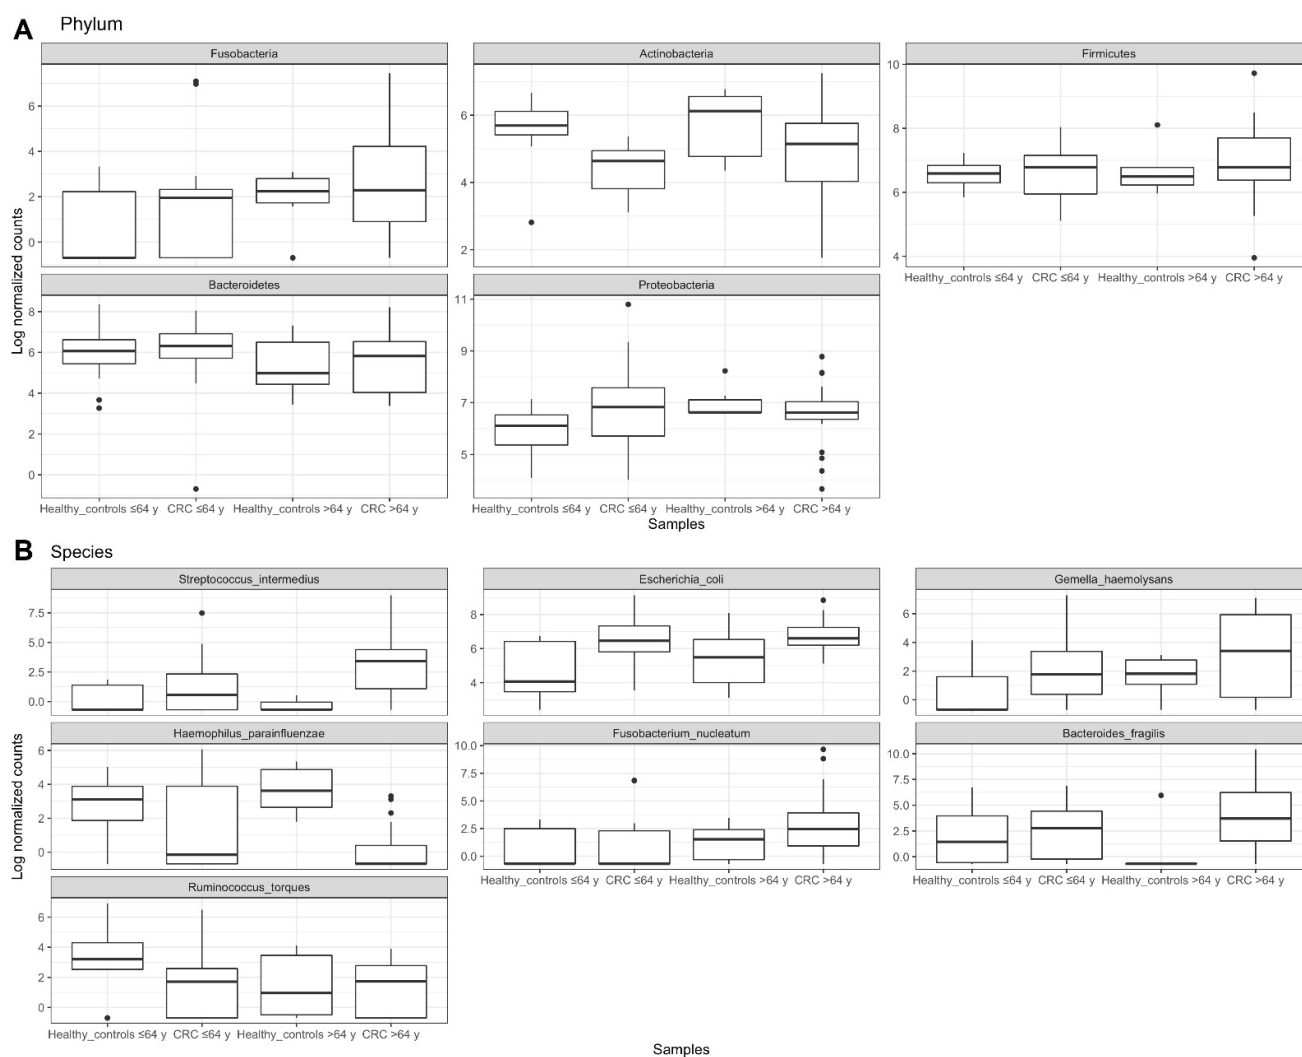 A Phylum
Fusobacteria Actinobacteria Firmicutes
6
4
2
0
6
4
2
10
8
6
4
Healthy_controls ≤64 y CRC ≤64 y Healthy_controls >64 y CRC >64 y
Log normalized counts
Bacteroidetes Proteobacteria
8
6
4
2
0
11
9
7
5
Healthy_controls ≤64 y CRC ≤64 y Healthy_controls >64 y CRC >64 y
Healthy_controls ≤64 y CRC ≤64 y Healthy_controls >64 y CRC >64 y
Samples
B Species
Streptococcus_intermedius Escherichia_coli Gemella_haemolysans
7.5
5.0
2.5
0.0
8
6
4
6
4
2
0
Log normalized counts
Haemophilus_parainfluenzae Fusobacterium_nucleatum Bacteroides_fragilis
6
4
2
0
10.0
7.5
5.0
2.5
0.0
10.0
7.5
5.0
2.5
0.0
Healthy_controls ≤64 y CRC ≤64 y Healthy_controls >64 y CRC >64 y
Healthy_controls ≤64 y CRC ≤64 y Healthy_controls >64 y CRC >64 y
Ruminococcus_torques
6
4
2
0
Healthy_controls ≤64 y CRC ≤64 y Healthy_controls >64 y CRC >64 y
Samples